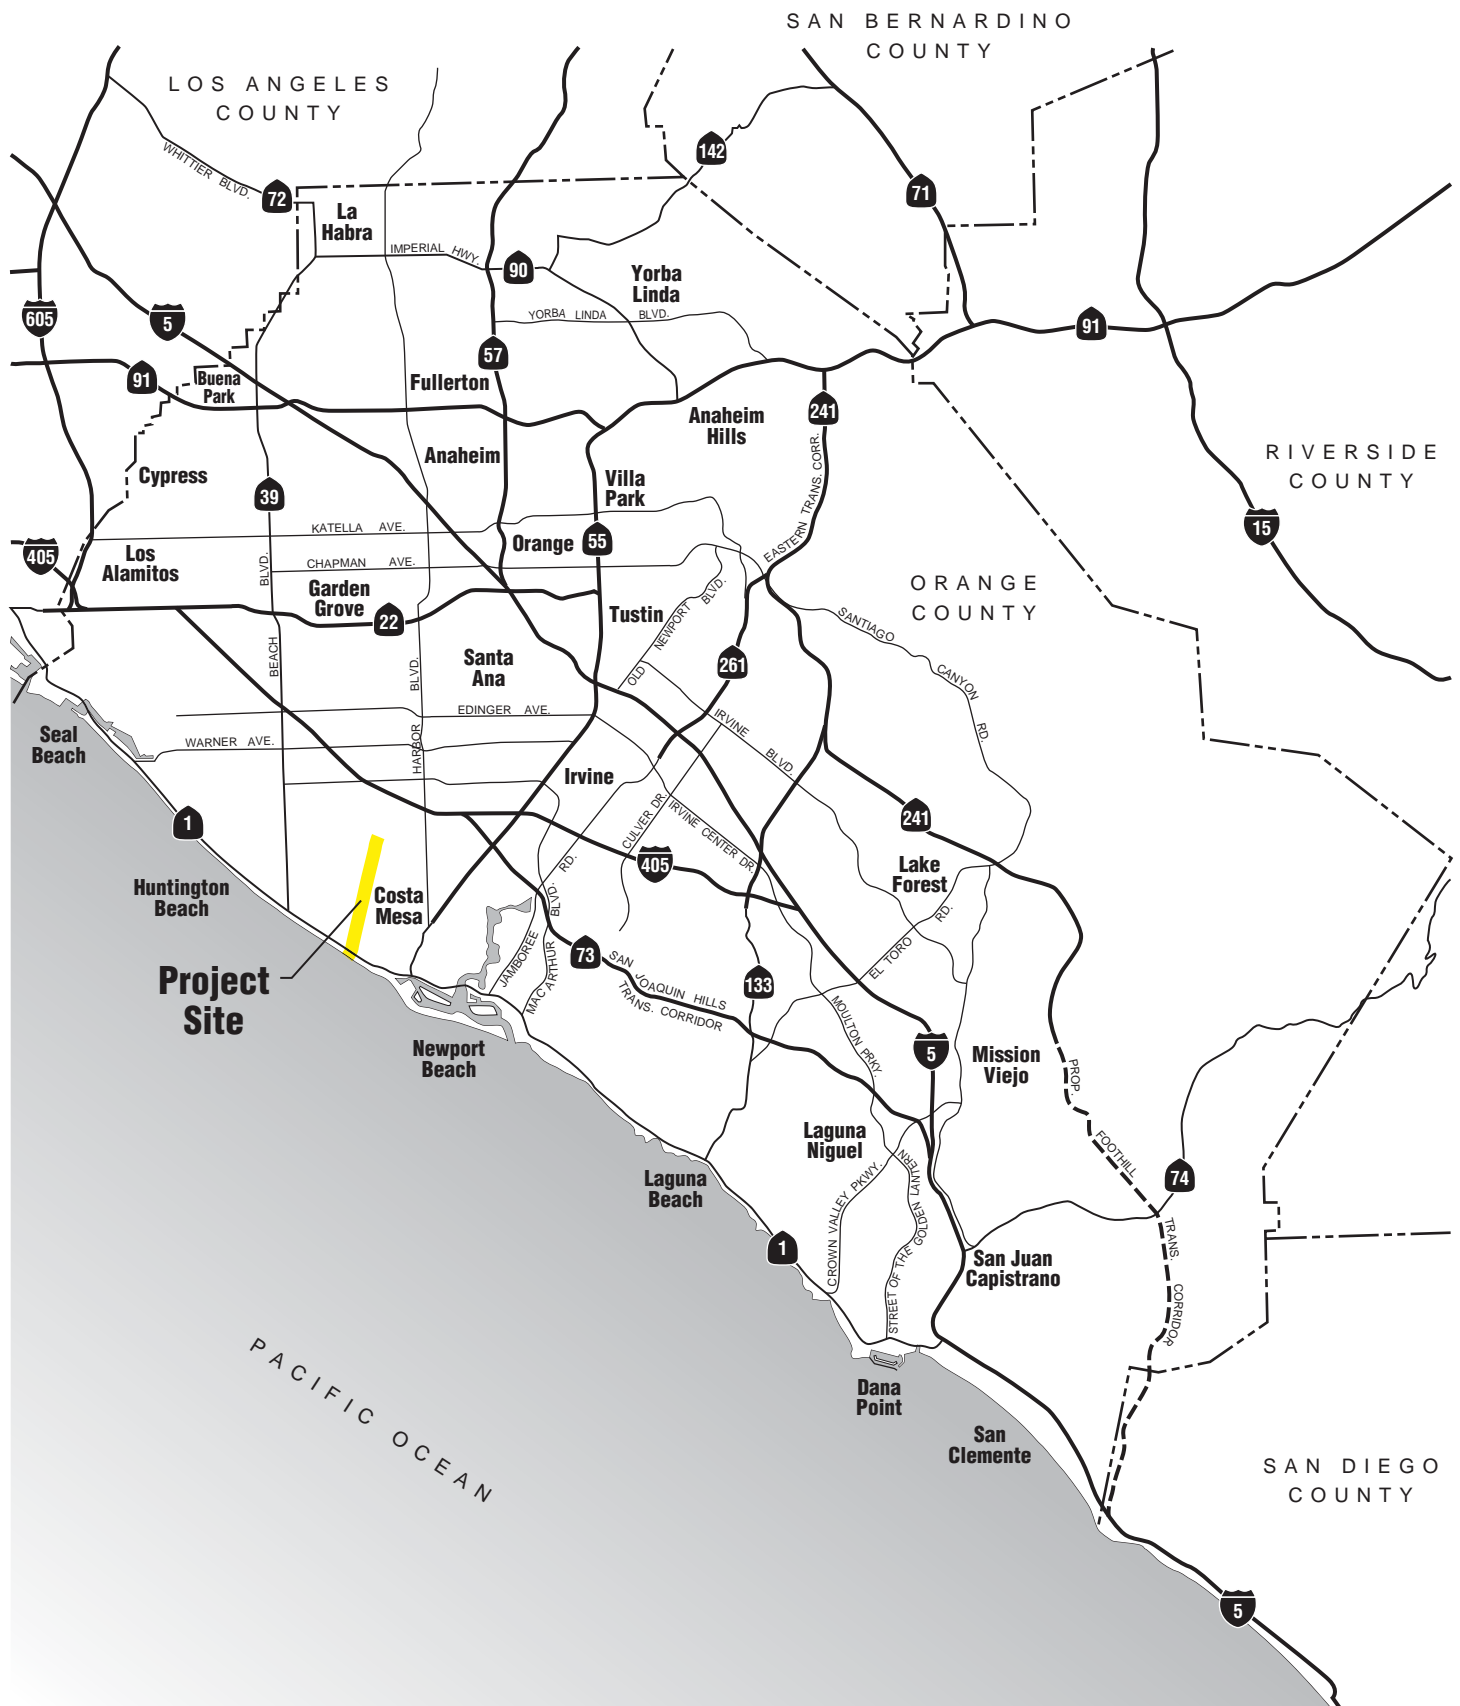 SAN BERNARDINO
COUNTY
LOS ANGELES
COUNTY
142
WHITTIER BLVD.
72
71
La
Habra
IMPERIAL HWY.
90
Yorba
Linda
605
5
YORBA LINDA BLVD.
91
57
91
Buena
Park
Fullerton
241
Anaheim
Hills
Anaheim
EASTERN TRANS. CORR.
RIVERSIDE
COUNTY
Cypress
Villa
Park
39
KATELLA AVE.
15
405
Los
Alamitos
Orange
55
BLVD.
CHAPMAN AVE.
Garden
Grove
22
Tustin
OLD NEWPORT BLVD.
ORANGE
COUNTY
SANTIAGO CANYON RD.
BEACH
Santa
Ana
261
HARBOR BLVD.
EDINGER AVE.
IRVINE BLVD.
Seal
Beach
WARNER AVE.
Irvine
CULVER DR.
IRVINE CENTER DR.
1
241
405
Huntington
Beach
Costa
Mesa
Lake
Forest
JAMBOREE RD.
MAC ARTHUR BLVD.
73
SAN JOAQUIN HILLS
TRANS. CORRIDOR
EL TORO RD.
133
Project
Site
MOULTON PRKY.
Newport
Beach
5
Mission
Viejo
PROP. FOOTHILL TRANS. CORRIDOR
Laguna
Niguel
74
Laguna
Beach
CROWN VALLEY PKWY.
STREET OF THE GOLDEN LANTERN
1
San Juan
Capistrano
PACIFIC OCEAN
Dana
Point
San
Clemente
SAN DIEGO
COUNTY
5